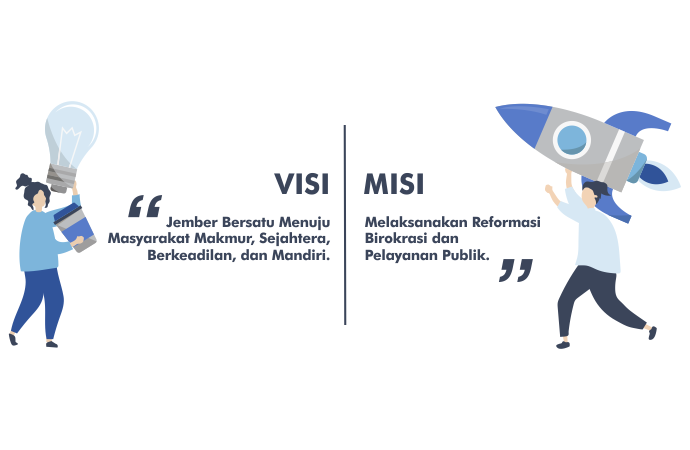 VISI
“ Jember Bersatu Menuju
Masyarakat Makmur, Sejahtera,
Berkeadilan, dan Mandiri.
MISI
Melaksanakan Reformasi
Birokrasi dan
Pelayanan Publik.
”